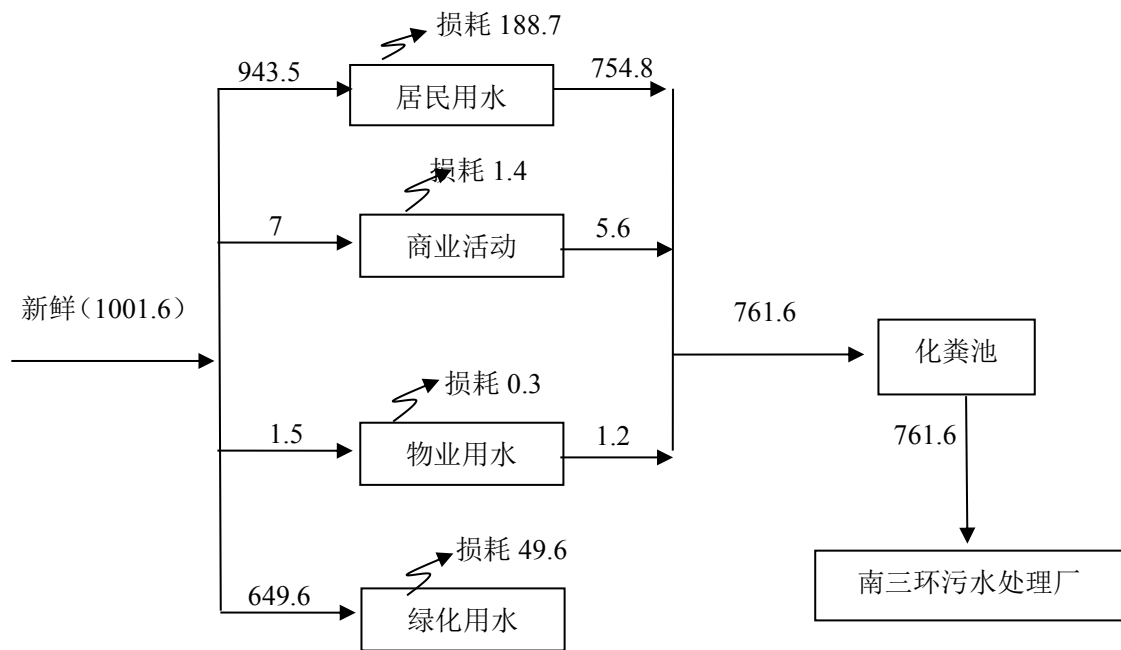 损耗 188.7
943.5
居民用水
754.8
损耗 1.4
7
商业活动
5.6
新鲜（1001.6）
761.6
化粪池
损耗 0.3
1.5
物业用水
1.2
761.6
损耗 49.6
649.6
绿化用水
南三环污水处理厂